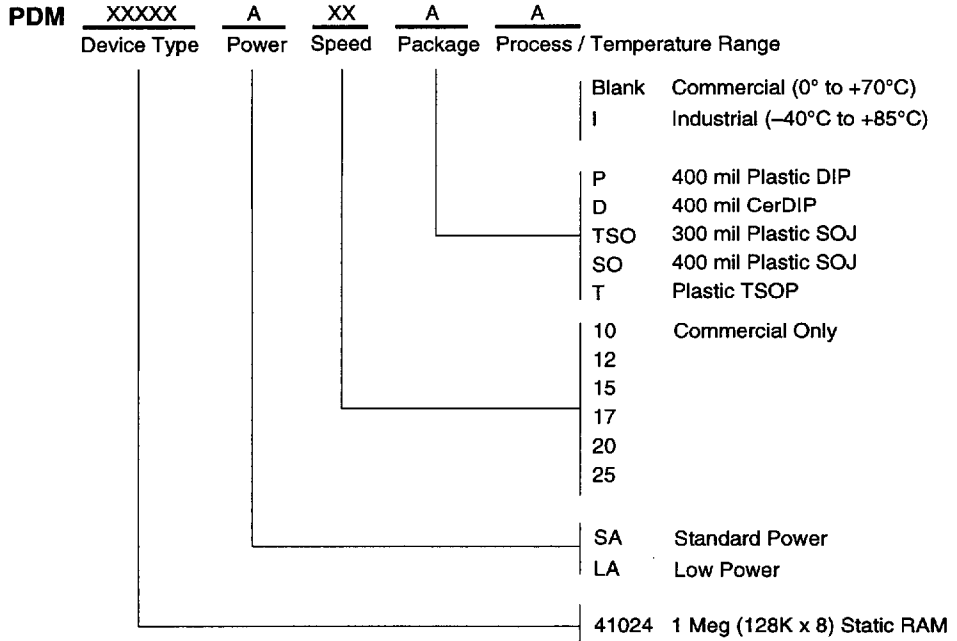 PDM XXXXX A XX A A
Device Type Power Speed Package Process / Temperature Range
Blank Commercial (0° to +70°C)
I Industrial (–40°C to +85°C)
P 400 mil Plastic DIP
D 400 mil CerDIP
TSO 300 mil Plastic SOJ
SO 400 mil Plastic SOJ
T Plastic TSOP
10 Commercial Only
12
15
17
20
25
SA Standard Power
LA Low Power
41024 1 Meg (128K x 8) Static RAM